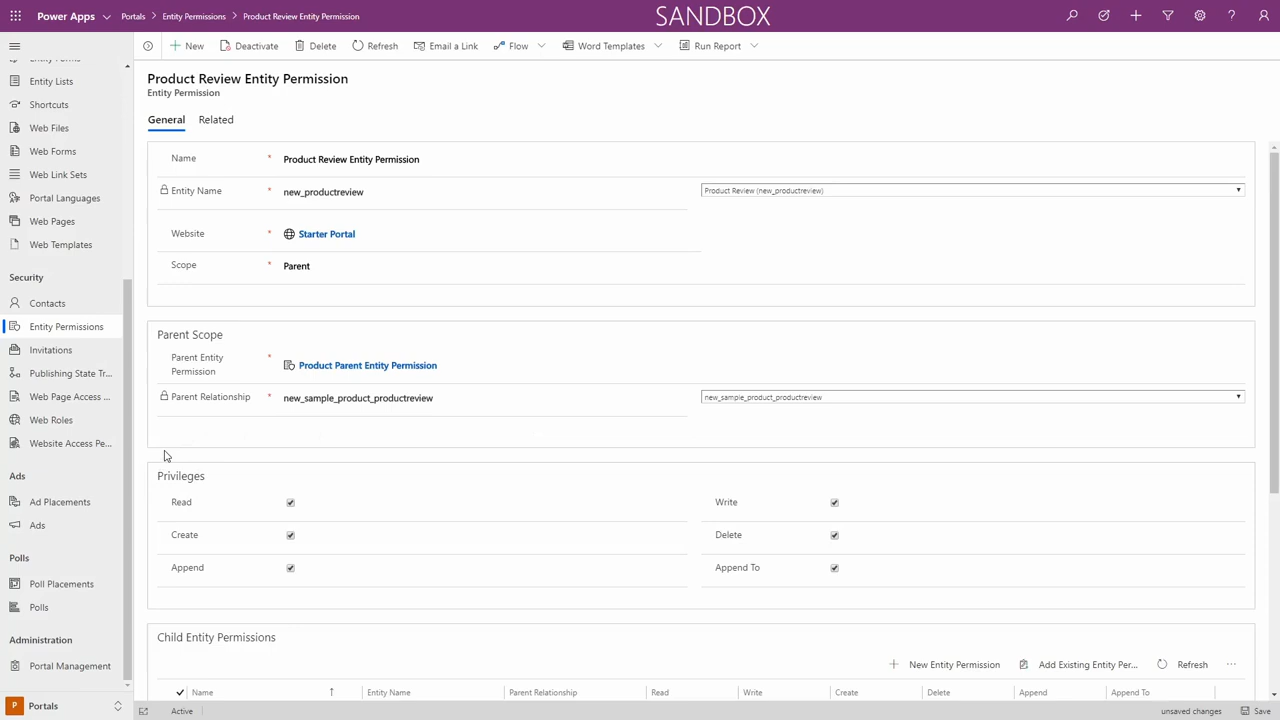 Power Apps Portals Entity Permissions Product Review Entity Permission SANDBOX
New Deactivate Delete Refresh Email a Link Flow Word Templates Run Report
Entity Lists
Shortcuts
Web Files
Web Forms
Web Link Sets
Portal Languages
Web Pages
Web Templates
Security
Contacts
Entity Permissions
Invitations
Publishing State Tr...
Web Page Access ...
Web Roles
Website Access Pe...
Ads
Ad Placements
Ads
Polls
Poll Placements
Polls
Administration
Portal Management
Portals
Product Review Entity Permission
Entity Permission
General Related
Name * Product Review Entity Permission
Entity Name * new_productreview Product Review (new_productreview)
Website * Starter Portal
Scope * Parent
Parent Scope
Parent Entity
Permission * Product Parent Entity Permission
Parent Relationship * new_sample_product_productreview new_sample_product_productreview
Privileges
Read Write
Create Delete
Append Append To
Child Entity Permissions
New Entity Permission Add Existing Entity Per... Refresh ...
Name Entity Name Parent Relationship Read Write Create Delete Append Append To
Active unsaved changes Save